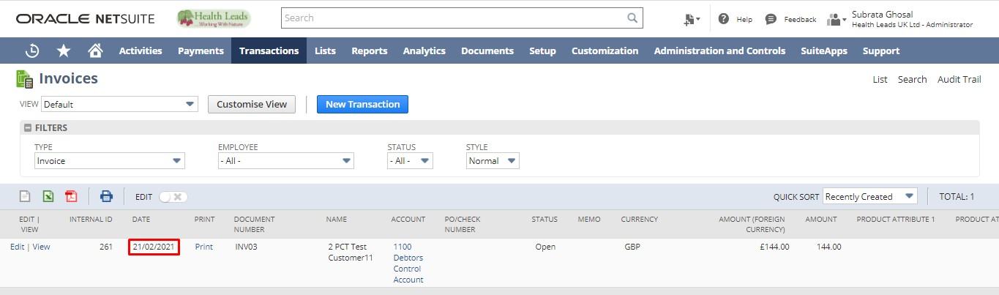 ORACLE NETSUITE
Health Leads
...Working With Nature
Search
Help
Feedback
Subrata Ghosal
Health Leads UK Ltd - Administrator
Activities Payments Transactions Lists Reports Analytics Documents Setup Customization Administration and Controls SuiteApps Support
Invoices
List Search Audit Trail
VIEW Default Customise View New Transaction
FILTERS
TYPE EMPLOYEE STATUS STYLE
Invoice - All - - All - Normal
EDIT QUICK SORT Recently Created TOTAL: 1
EDIT | INTERNAL ID DATE PRINT DOCUMENT NAME ACCOUNT PO/CHECK STATUS MEMO CURRENCY AMOUNT (FOREIGN AMOUNT PRODUCT ATTRIBUTE 1 PRODUCT AT
VIEW NUMBER NUMBER CURRENCY)
Edit | View 261 21/02/2021 Print INV03 2 PCT Test 1100 Open GBP £144.00 144.00
Customer11 Debtors
Control
Account